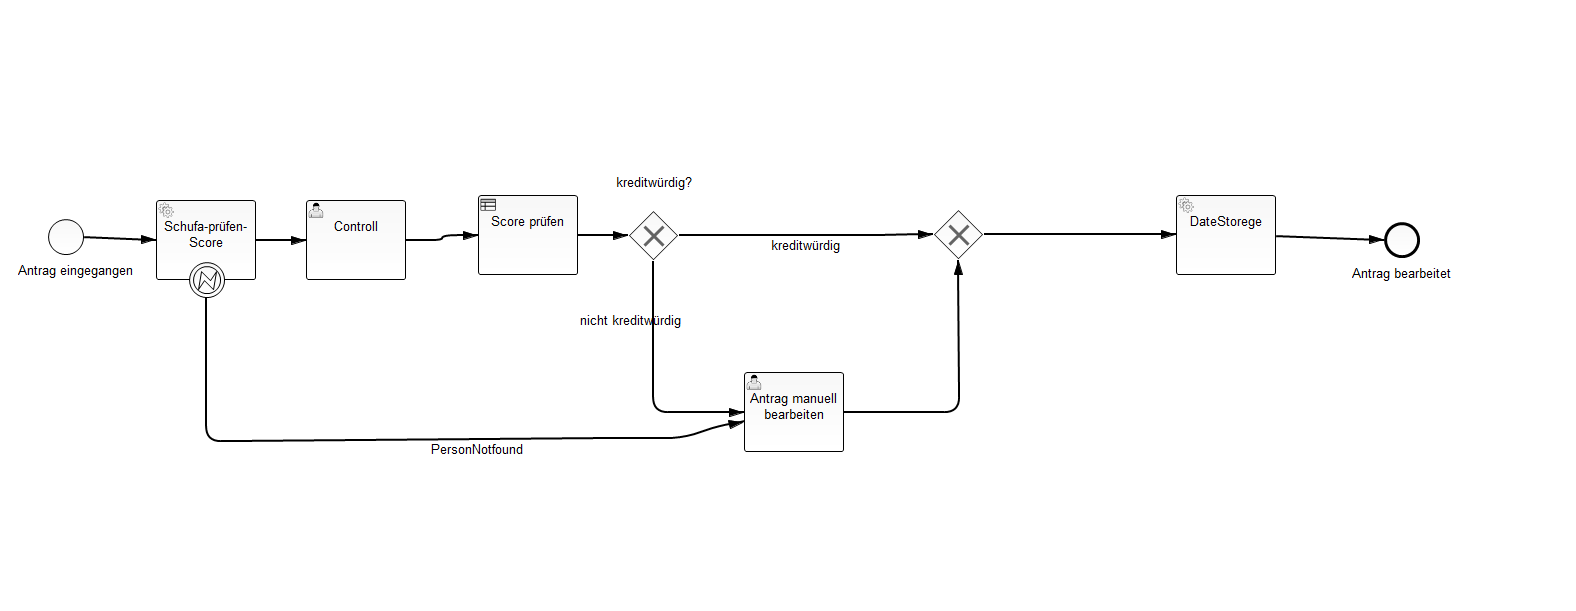 kreditwürdig?
Antrag eingegangen
Schufa-prüfen-
Score
Controll
Score prüfen
kreditwürdig
nicht kreditwürdig
DateStorege
Antrag bearbeitet
Antrag manuell
bearbeiten
PersonNotfound